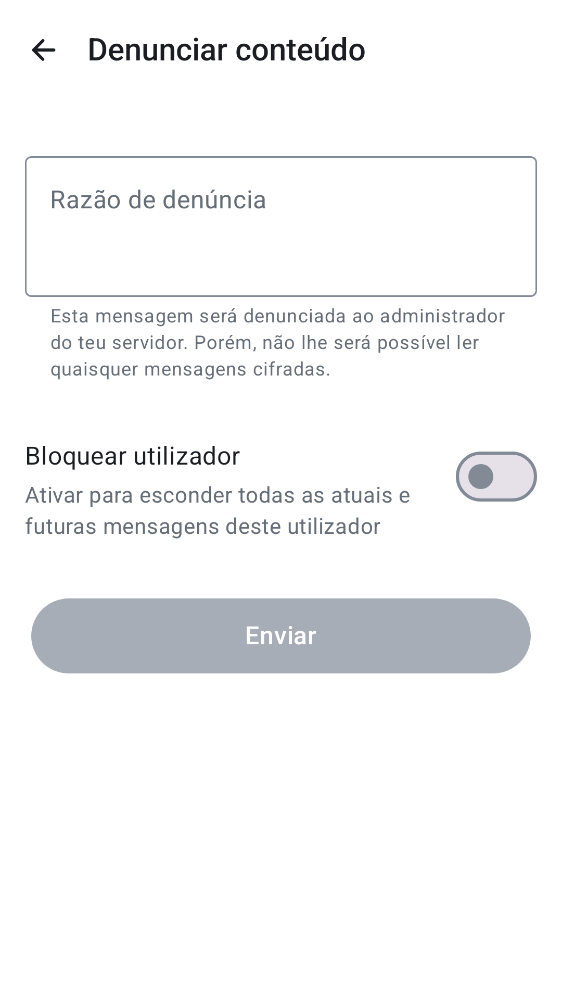 Denunciar conteúdo
Razão de denúncia
Esta mensagem será denunciada ao administrador
do teu servidor. Porém, não lhe será possível ler
quaisquer mensagens cifradas.
Bloquear utilizador
Ativar para esconder todas as atuais e
futuras mensagens deste utilizador
Enviar